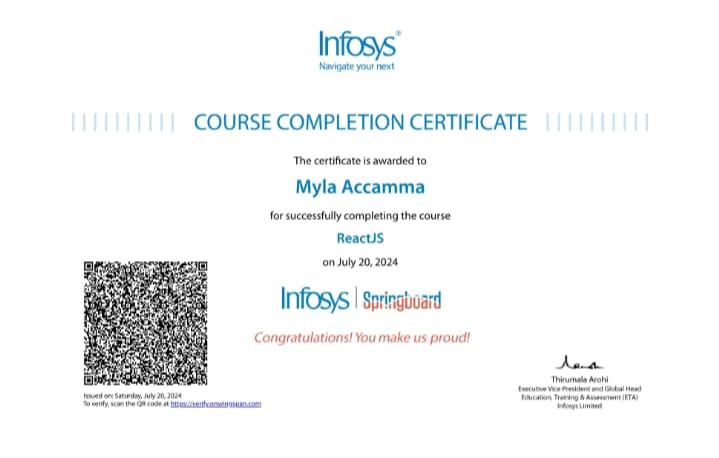 Infosys®
Navigate your next
COURSE COMPLETION CERTIFICATE
The certificate is awarded to
Myla Accamma
for successfully completing the course
ReactJS
on July 20, 2024
Infosys | Springboard
Congratulations! You make us proud!
Thirumala Arohi
Executive Vice President and Global Head
Education, Training & Assessment (ETA)
Infosys Limited
Issued on: Saturday, July 20, 2024
To verify, scan the QR code at https://verify.onwingspan.com